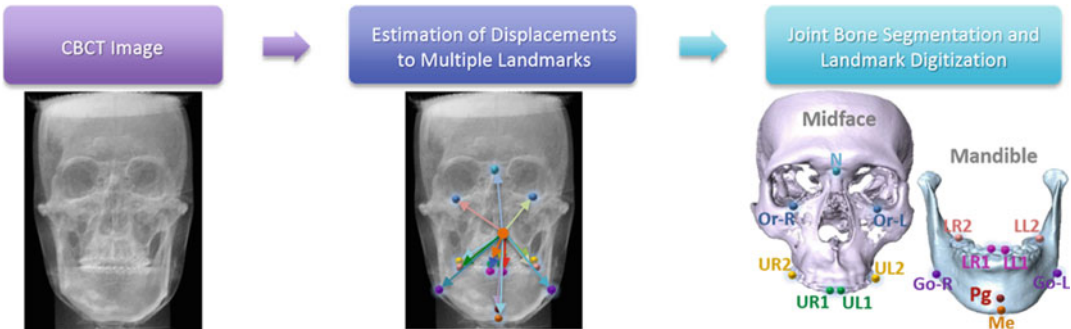 CBCT Image
Estimation of Displacements
to Multiple Landmarks
Joint Bone Segmentation and
Landmark Digitization
Midface
N
Mandible
Or-R
Or-L
LR2
LL2
UR2
UL2
LR1
LL1
Go-R
Go-L
UR1
UL1
Pg
Me